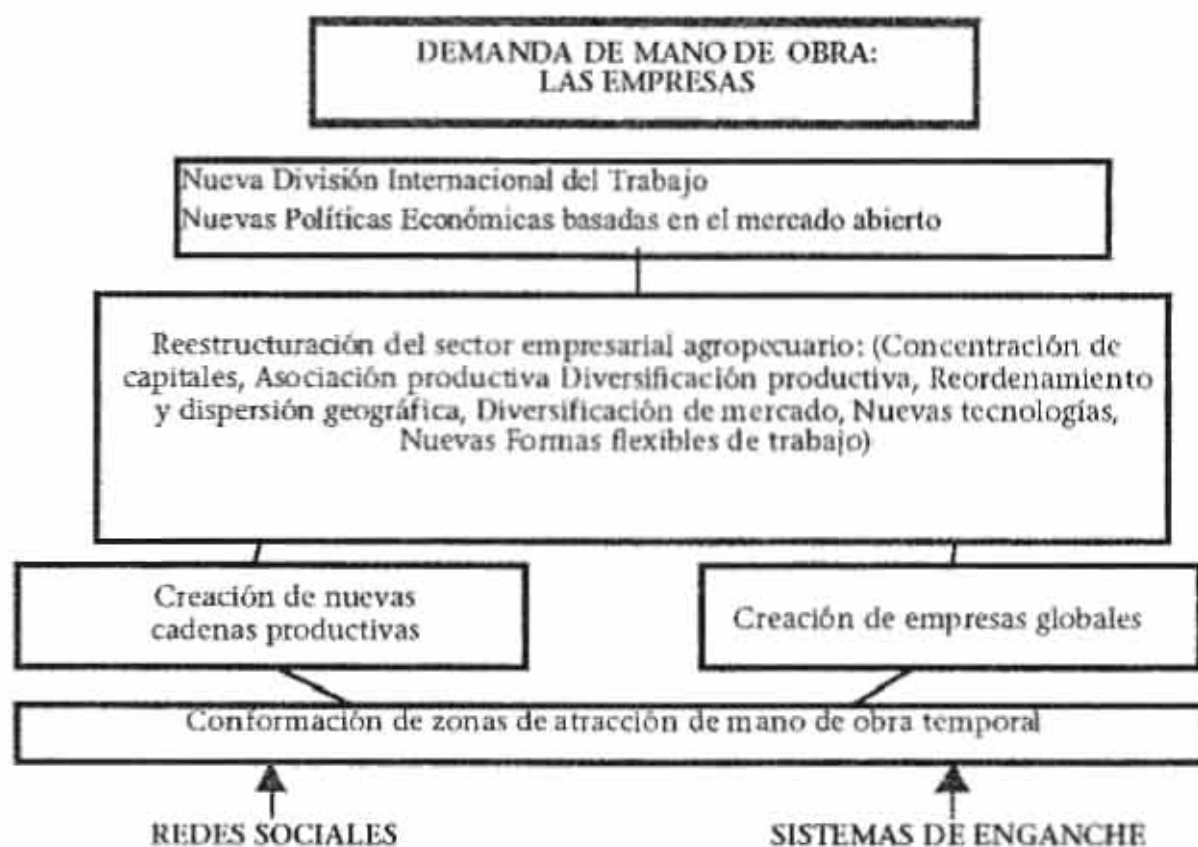 DEMANDA DE MANO DE OBRA:
LAS EMPRESAS
Nueva División Internacional del Trabajo
Nuevas Políticas Económicas basadas en el mercado abierto
Reestructuración del sector empresarial agropecuario: (Concentración de
capitales, Asociación productiva Diversificación productiva, Reordenamiento
y dispersión geográfica, Diversificación de mercado, Nuevas tecnologías,
Nuevas Formas flexibles de trabajo)
Creación de nuevas
cadenas productivas
Creación de empresas globales
Conformación de zonas de atracción de mano de obra temporal
REDES SOCIALES
SISTEMAS DE ENGANCHE